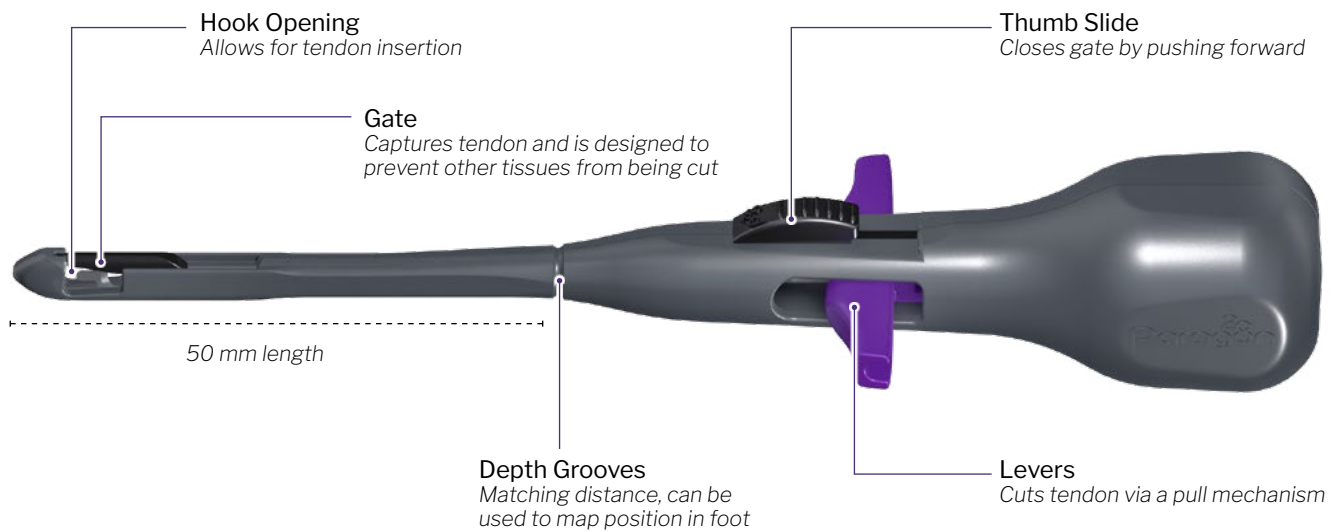 Hook Opening
Allows for tendon insertion
Thumb Slide
Closes gate by pushing forward
Gate
Captures tendon and is designed to
prevent other tissues from being cut
50 mm length
Depth Grooves
Matching distance, can be
used to map position in foot
Levers
Cuts tendon via a pull mechanism
Paragon
28